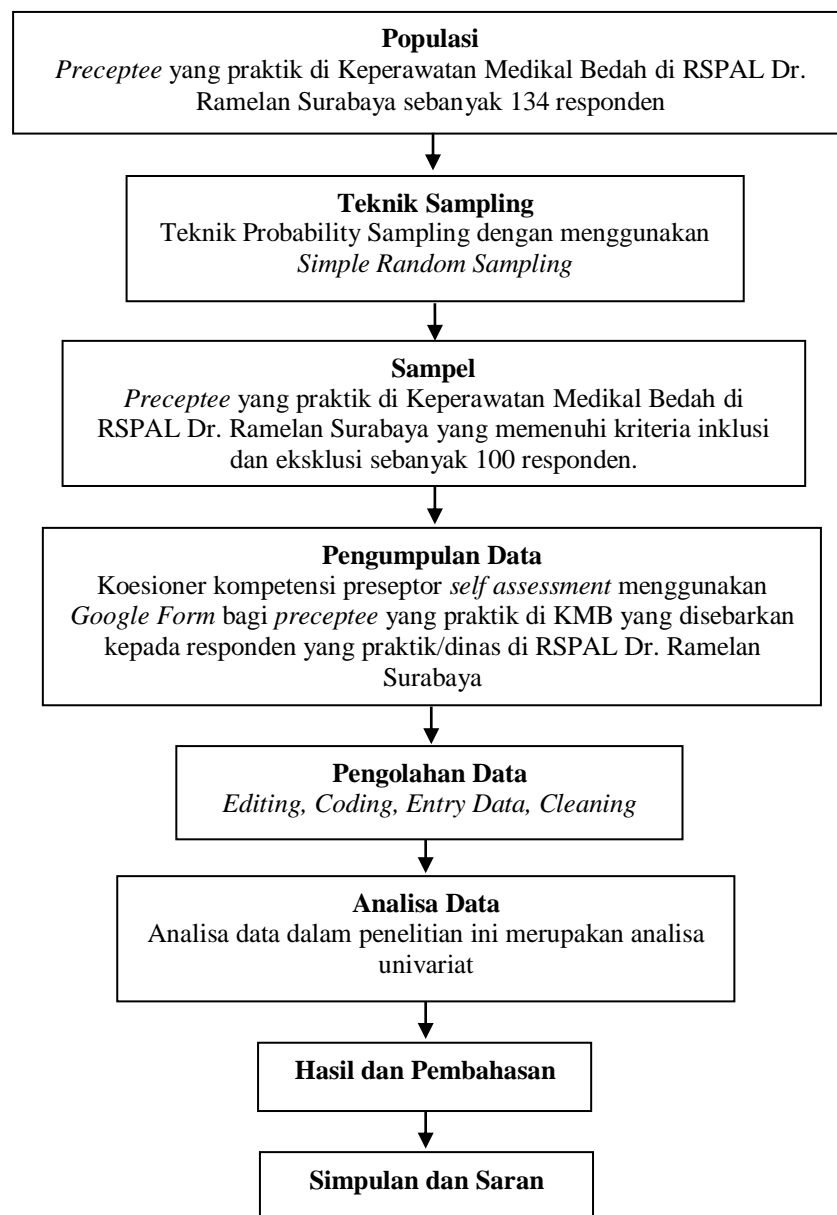 Populasi
Preceptee yang praktik di Keperawatan Medikal Bedah di RSPAL Dr.
Ramelan Surabaya sebanyak 134 responden
Teknik Sampling
Teknik Probability Sampling dengan menggunakan
Simple Random Sampling
Sampel
Preceptee yang praktik di Keperawatan Medikal Bedah di
RSPAL Dr. Ramelan Surabaya yang memenuhi kriteria inklusi
dan eksklusi sebanyak 100 responden.
Pengumpulan Data
Koesioner kompetensi preseptor self assessment menggunakan
Google Form bagi preceptee yang praktik di KMB yang disebarkan
kepada responden yang praktik/dinas di RSPAL Dr. Ramelan
Surabaya
Pengolahan Data
Editing, Coding, Entry Data, Cleaning
Analisa Data
Analisa data dalam penelitian ini merupakan analisa
univariat
Hasil dan Pembahasan
Simpulan dan Saran